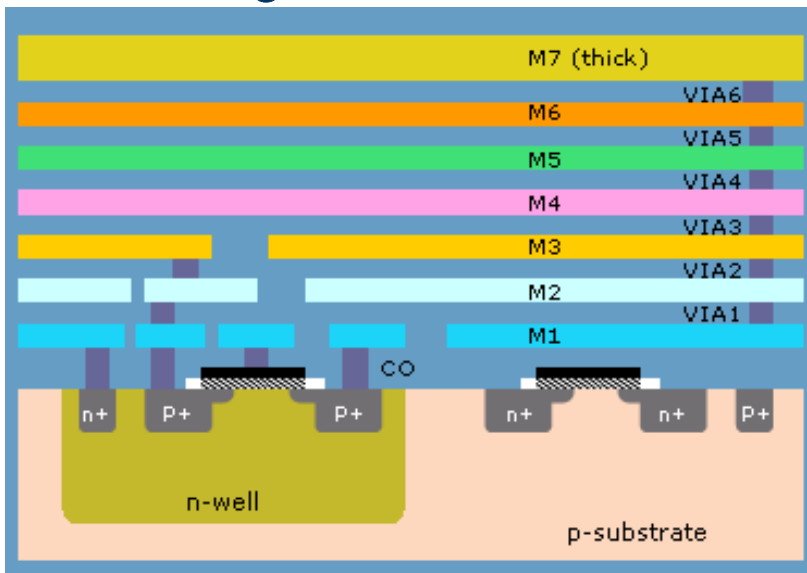 M7 (thick)
VIA6
M6
VIA5
M5
VIA4
M4
VIA3
M3
VIA2
M2
VIA1
M1
CO
n+
P+
P+
n+
n+
P+
n-well
p-substrate